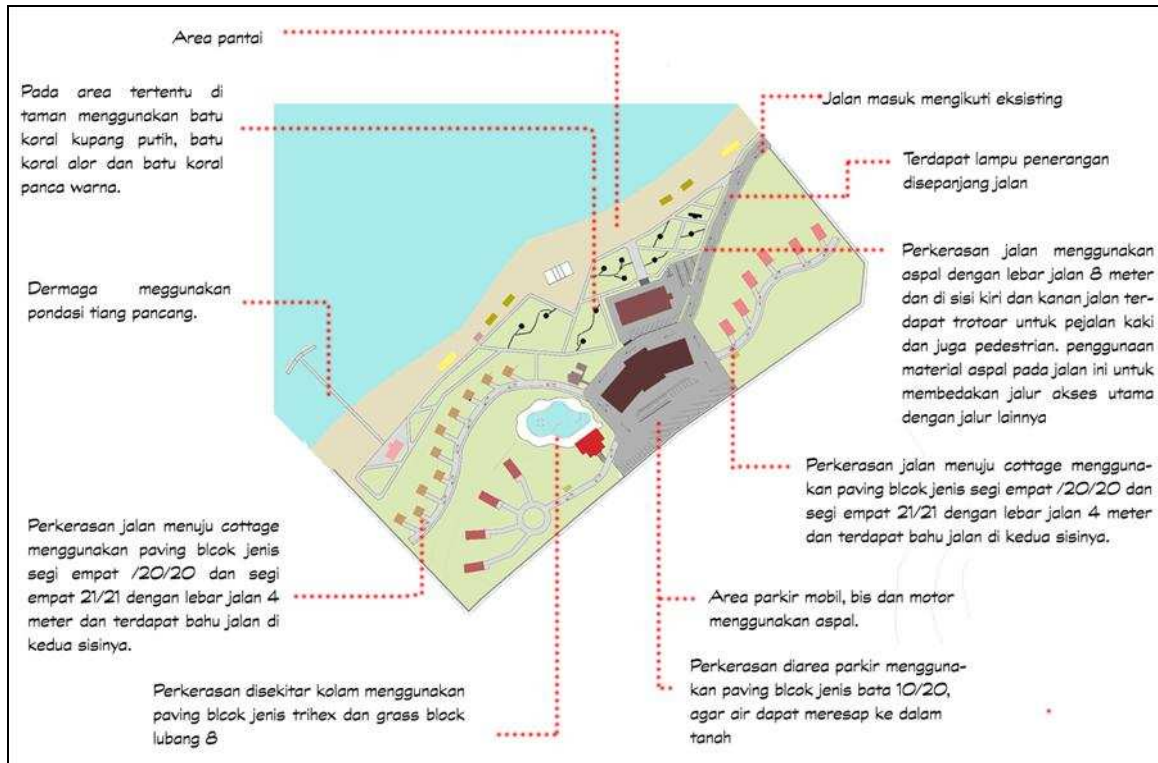 Area pantai
Pada area tertentu di
taman menggunakan batu
koral kupang putih, batu
koral alor dan batu koral
panca warna.
Dermaga meggunakan
pondasi tiang pancang.
Perkerasan jalan menuju cottage
menggunakan paving blcok jenis
segi empat /20/20 dan segi
empat 21/21 dengan lebar jalan 4
meter dan terdapat bahu jalan di
kedua sisinya.
Perkerasan disekitar kolam menggunakan
paving blcok jenis trihex dan grass block
lubang 8
Jalan masuk mengikuti eksisting
Terdapat lampu penerangan
disepanjang jalan
Perkerasan jalan menggunakan
aspal dengan lebar jalan 8 meter
dan di sisi kiri dan kanan jalan ter-
dapat trotoar untuk pejalan kaki
dan juga pedestrian. penggunaan
material aspal pada jalan ini untuk
membedakan jalur akses utama
dengan jalur lainnya
Perkerasan jalan menuju cottage mengguna-
kan paving blcok jenis segi empat /20/20 dan
segi empat 21/21 dengan lebar jalan 4 meter
dan terdapat bahu jalan di kedua sisinya.
Area parkir mobil, bis dan motor
menggunakan aspal.
Perkerasan diarea parkir mengguna-
kan paving blcok jenis bata 10/20,
agar air dapat meresap ke dalam
tanah